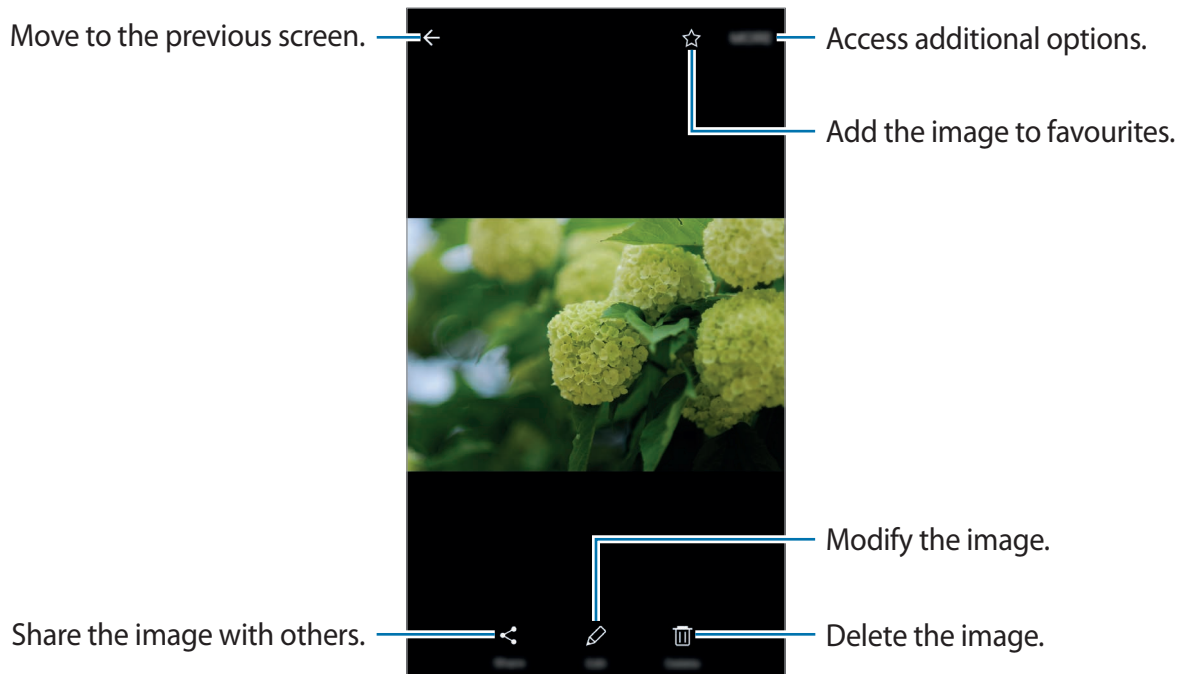 Move to the previous screen.
Access additional options.
Add the image to favourites.
Modify the image.
Share the image with others.
Delete the image.